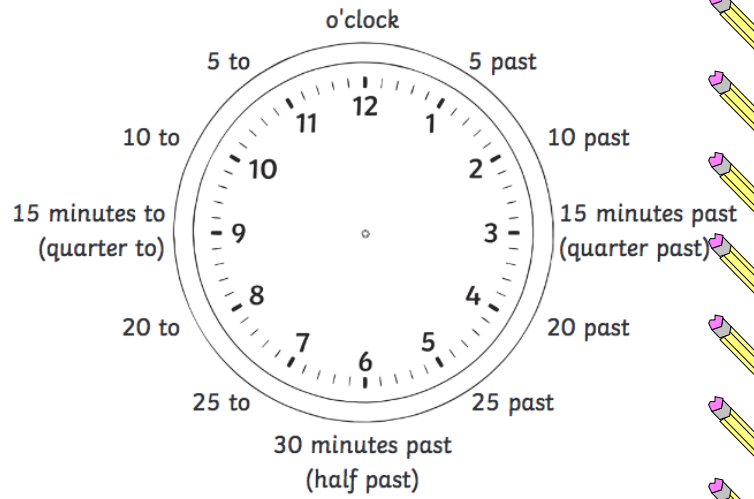 o'clock
5 to
5 past
12
11
1
10 to
10 past
10
2
15 minutes to
(quarter to)
9
3
15 minutes past
(quarter past)
8
4
20 to
20 past
7
5
6
25 to
25 past
30 minutes past
(half past)